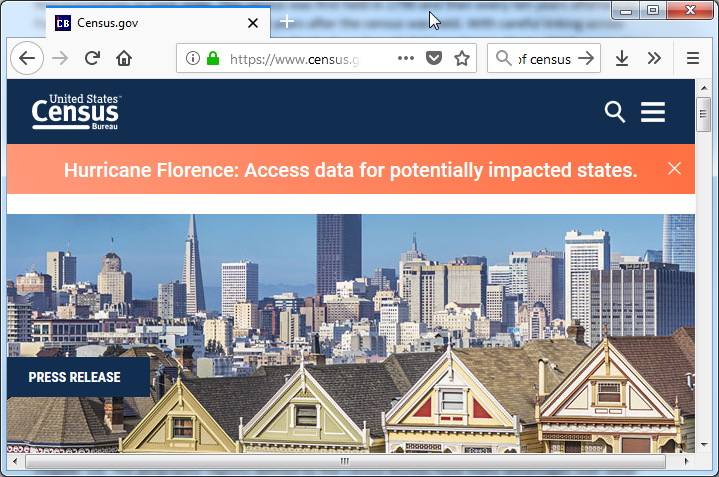 Census.gov
https://www.census.g
of census
United States™
Census
Bureau
Hurricane Florence: Access data for potentially impacted states.
PRESS RELEASE